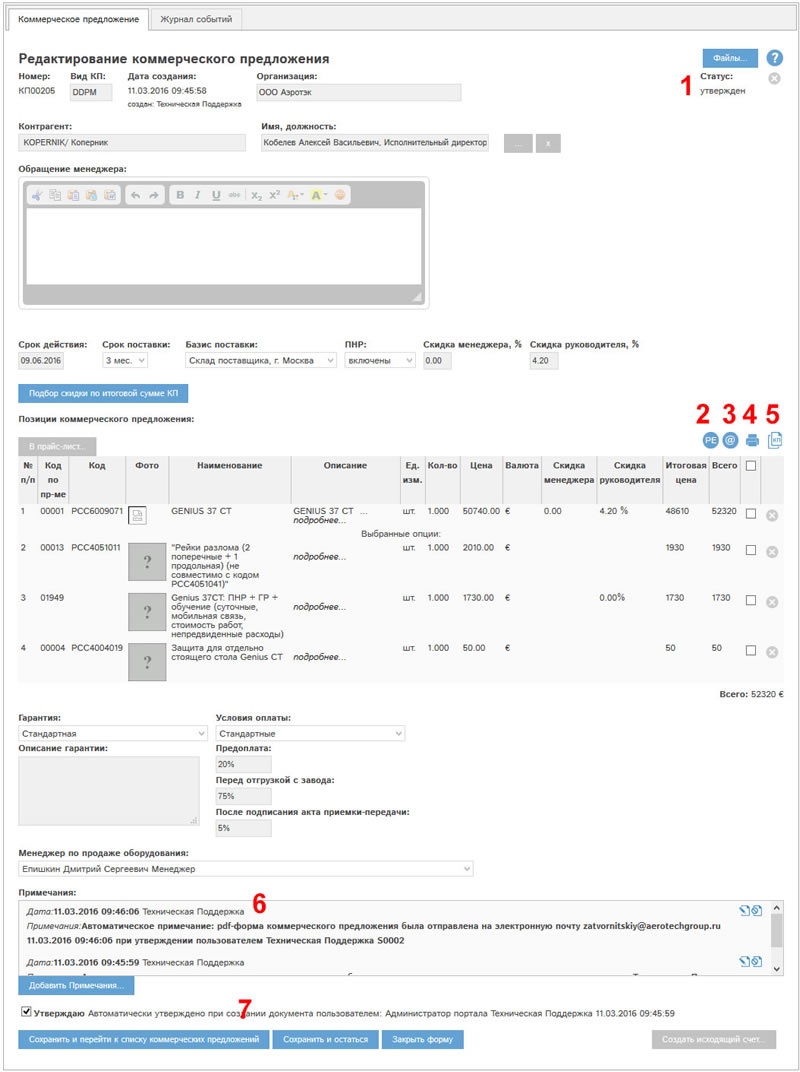 Коммерческое предложение Журнал событий
Редактирование коммерческого предложения
Файлы... ?
Номер: Вид КП: Дата создания: Организация: 1 Статус:
КП00205 DDPM 11.03.2016 09:45:58 ООО Аэротэк утвержден
создан: Техническая Поддержка
Контрагент: Имя, должность:
KOPERNIK/ Коперник Кобелев Алексей Васильевич, Исполнительный директор ... x
Обращение менеджера:
B I U abc X2 X2 A A
Срок действия: Срок поставки: Базис поставки: ПНР: Скидка менеджера, % Скидка руководителя, %
09.06.2016 3 мес. Склад поставщика, г. Москва включены 0.00 4.20
Подбор скидки по итоговой сумме КП
Позиции коммерческого предложения:
2 3 4 5
В прайс-лист... PE @ КП
№ Код Код Фото Наименование Описание Ед. Кол-во Цена Валюта Скидка Скидка Итоговая Всего
п/п по изм. менеджера руководителя цена
пр-ме
1 00001 PCC6009071 GENIUS 37 CT GENIUS 37 CT ... шт. 1.000 50740.00 € 0.00 4.20 % 48610 52320
подробнее...
Выбранные опции:
2 00013 PCC4051011 ? "Рейки разлома (2 подробнее... шт. 1.000 2010.00 € 1930 1930
поперечные + 1
продольная) (не
совместимо с кодом
PCC4051041)"
3 01949 ? Genius 37CT: ПНР + ГР + подробнее... шт. 1.000 1730.00 € 0.00% 1730 1730
обучение (суточные,
мобильная связь,
стоимость работ,
непредвиденные расходы)
4 00004 PCC4004019 ? Защита для отдельно подробнее... шт. 1.000 50.00 € 50 50
стоящего стола Genius CT
Всего: 52320 €
Гарантия: Условия оплаты:
Стандартная Стандартные
Описание гарантии: Предоплата:
20%
Перед отгрузкой с завода:
75%
После подписания акта приемки-передачи:
5%
Менеджер по продаже оборудования:
Епишкин Дмитрий Сергеевич Менеджер
Примечания: 6
Дата:11.03.2016 09:46:06 Техническая Поддержка
Примечания:Автоматическое примечание: pdf-форма коммерческого предложения была отправлена на электронную почту zatvornitskiy@aerotechgroup.ru
11.03.2016 09:46:06 при утверждении пользователем Техническая Поддержка S0002
Дата:11.03.2016 09:45:59 Техническая Поддержка
Добавить Примечания...
7
Утверждаю Автоматически утверждено при создании документа пользователем: Администратор портала Техническая Поддержка 11.03.2016 09:45:59
Сохранить и перейти к списку коммерческих предложений Сохранить и остаться Закрыть форму Создать исходящий счет...